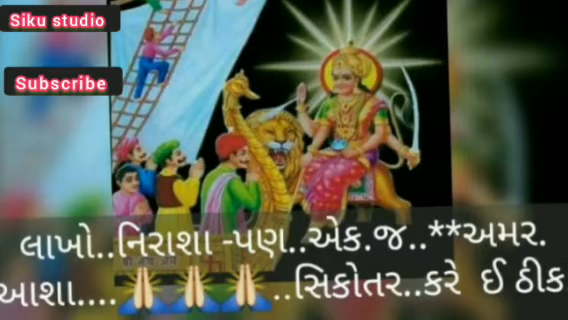 Siku studio
Subscribe
લાખો..નિરાશા -પણ..એક.જ..**અમર.
આશા....🙏🏻🙏🏻🙏🏻..સિકોતર..કરે ઈ ઠીક